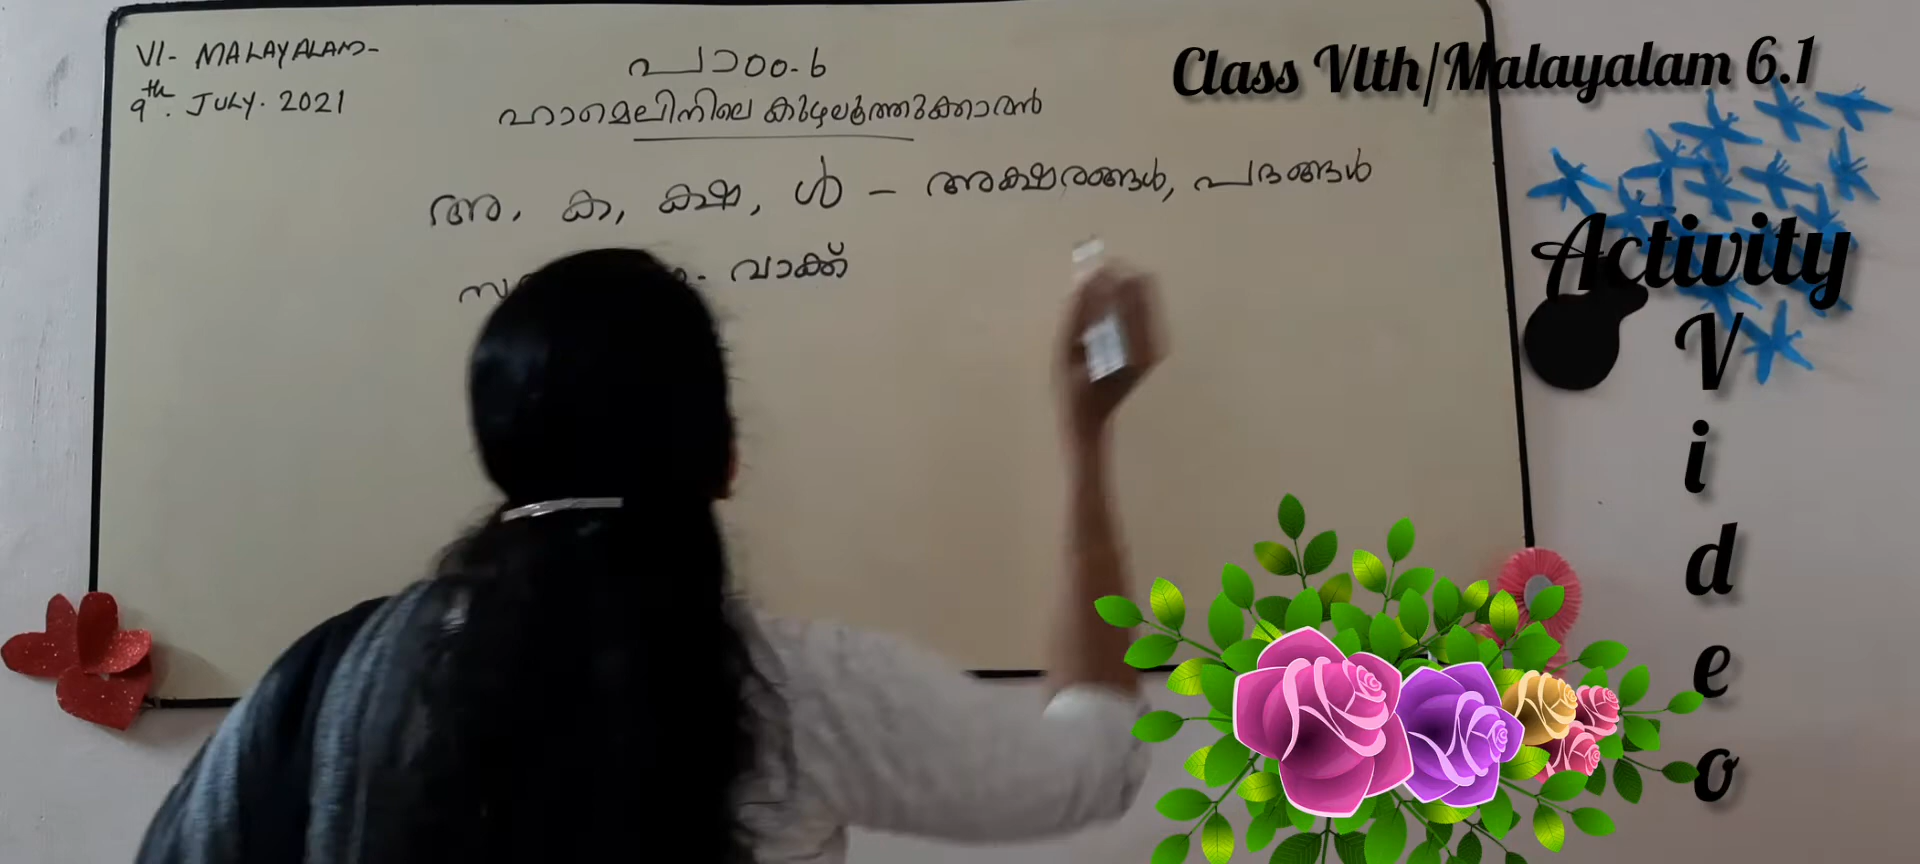 VI- MALAYALAM-
9th. JULY. 2021
പാഠം-6
ഹാമെലിനിലെ കുഴലൂത്തുക്കാരൻ
അ, ക, ക്ഷ, ൾ - അക്ഷരങ്ങൾ, പദങ്ങൾ
വാക്ക്
Class VIth/Malayalam 6.1
Activity
Video